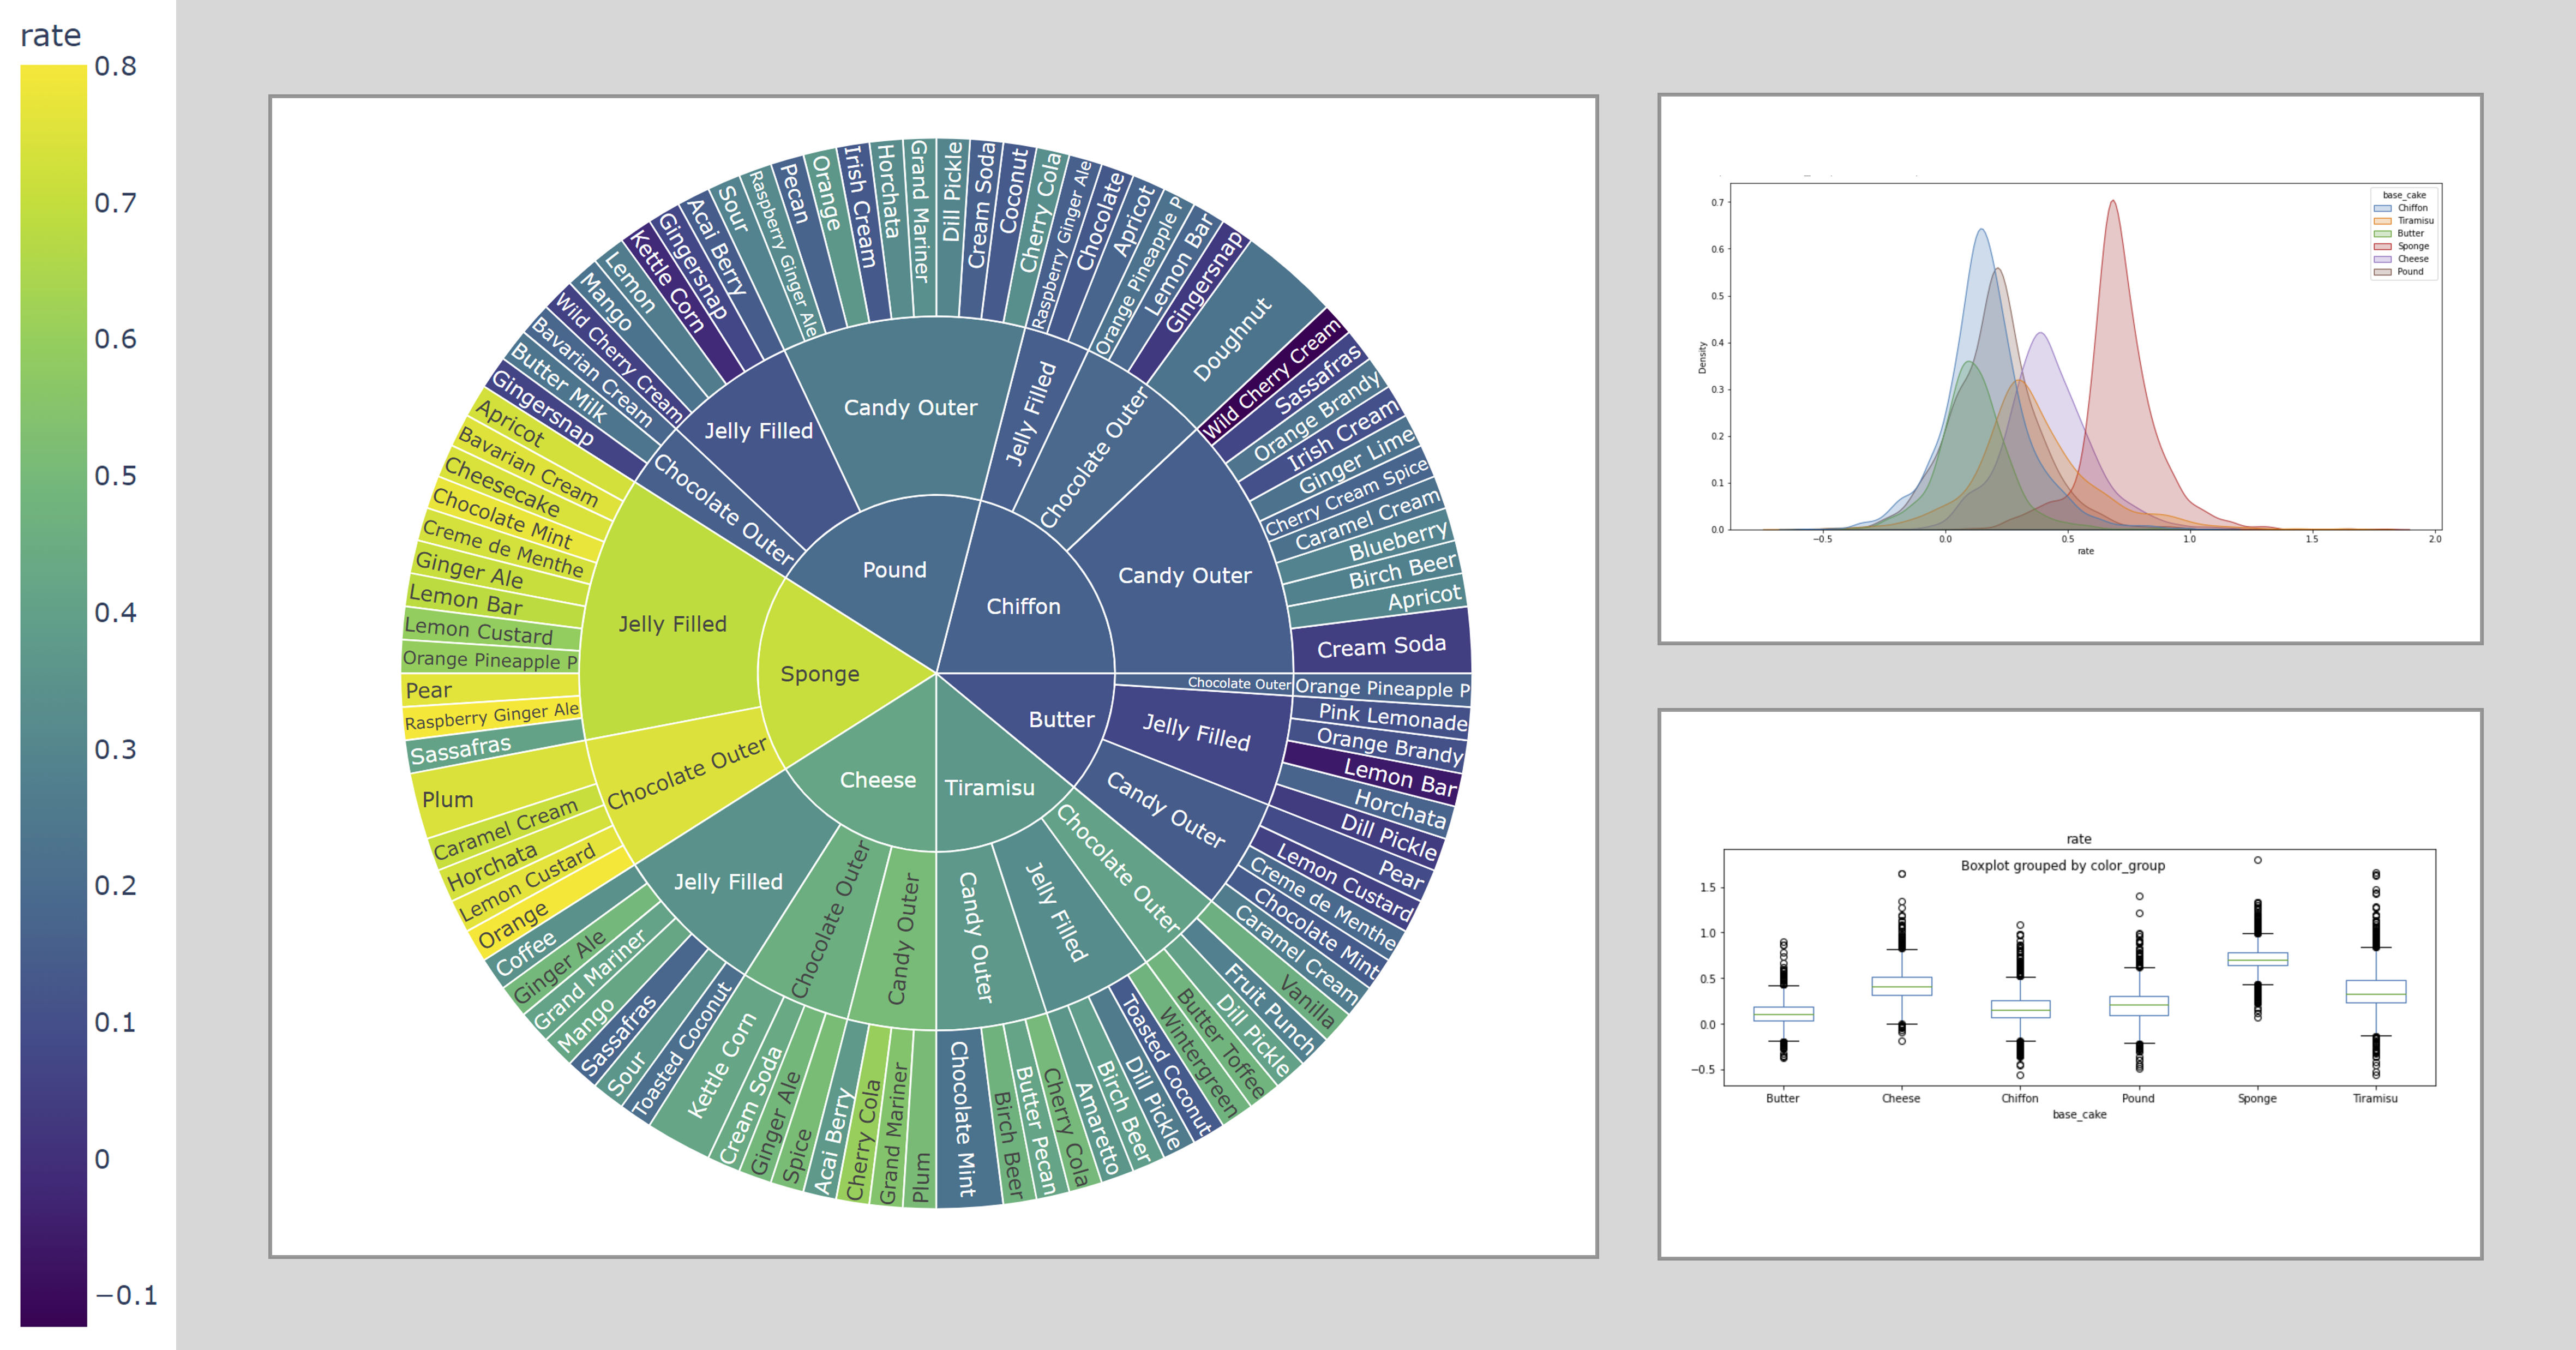 rate
0.8
0.7
0.6
0.5
0.4
0.3
0.2
0.1
0
−0.1
Pound
Chiffon
Butter
Tiramisu
Cheese
Sponge
Candy Outer
Jelly Filled
Chocolate Outer
Candy Outer
Chocolate Outer
Jelly Filled
Candy Outer
Chocolate Outer
Jelly Filled
Candy Outer
Candy Outer
Chocolate Outer
Jelly Filled
Chocolate Outer
Jelly Filled
Chocolate Outer
Jelly Filled
Dill Pickle
Cream Soda
Coconut
Cherry Cola
Raspberry Ginger Ale
Chocolate
Apricot
Orange Pineapple P
Lemon Bar
Gingersnap
Doughnut
Wild Cherry Cream
Sassafras
Orange Brandy
Irish Cream
Ginger Lime
Cherry Cream Spice
Caramel Cream
Blueberry
Birch Beer
Apricot
Cream Soda
Orange Pineapple P
Pink Lemonade
Orange Brandy
Lemon Bar
Horchata
Dill Pickle
Pear
Lemon Custard
Creme de Menthe
Chocolate Mint
Caramel Cream
Vanilla
Fruit Punch
Dill Pickle
Butter Toffee
Wintergreen
Toasted Coconut
Dill Pickle
Birch Beer
Amaretto
Cherry Cola
Butter Pecan
Birch Beer
Chocolate Mint
Plum
Grand Mariner
Cherry Cola
Acai Berry
Spice
Ginger Ale
Cream Soda
Kettle Corn
Toasted Coconut
Sour
Sassafras
Mango
Grand Mariner
Ginger Ale
Coffee
Orange
Lemon Custard
Horchata
Caramel Cream
Plum
Sassafras
Raspberry Ginger Ale
Pear
Orange Pineapple P
Lemon Custard
Lemon Bar
Ginger Ale
Creme de Menthe
Chocolate Mint
Cheesecake
Bavarian Cream
Apricot
Gingersnap
Butter Milk
Bavarian Cream
Wild Cherry Cream
Mango
Lemon
Kettle Corn
Gingersnap
Acai Berry
Sour
Raspberry Ginger Ale
Pecan
Orange
Irish Cream
Horchata
Grand Mariner
base_cake
Chiffon
Tiramisu
Butter
Sponge
Cheese
Pound
0.7
0.6
0.5
0.4
0.3
0.2
0.1
0.0
Density
−0.5 0.0 0.5 1.0 1.5 2.0
rate
rate
Boxplot grouped by color_group
1.5
1.0
0.5
0.0
−0.5
Butter Cheese Chiffon Pound Sponge Tiramisu
base_cake